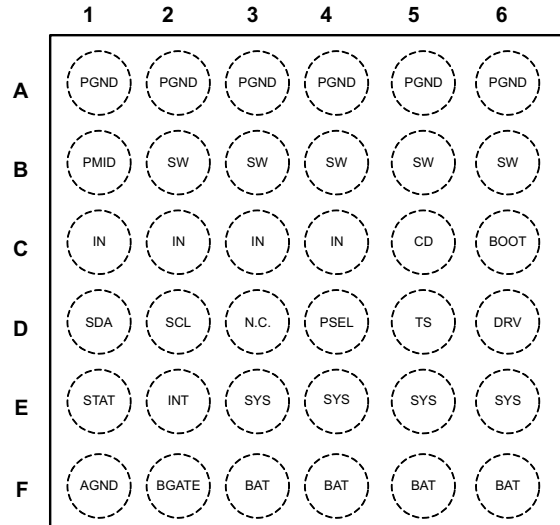 1 2 3 4 5 6
A PGND PGND PGND PGND PGND PGND
B PMID SW SW SW SW SW
C IN IN IN IN CD BOOT
D SDA SCL N.C. PSEL TS DRV
E STAT INT SYS SYS SYS SYS
F AGND BGATE BAT BAT BAT BAT